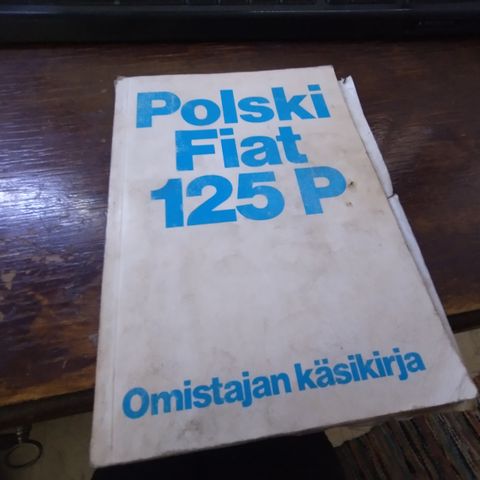 Polski
Fiat
125 P
Omistajan käsikirja